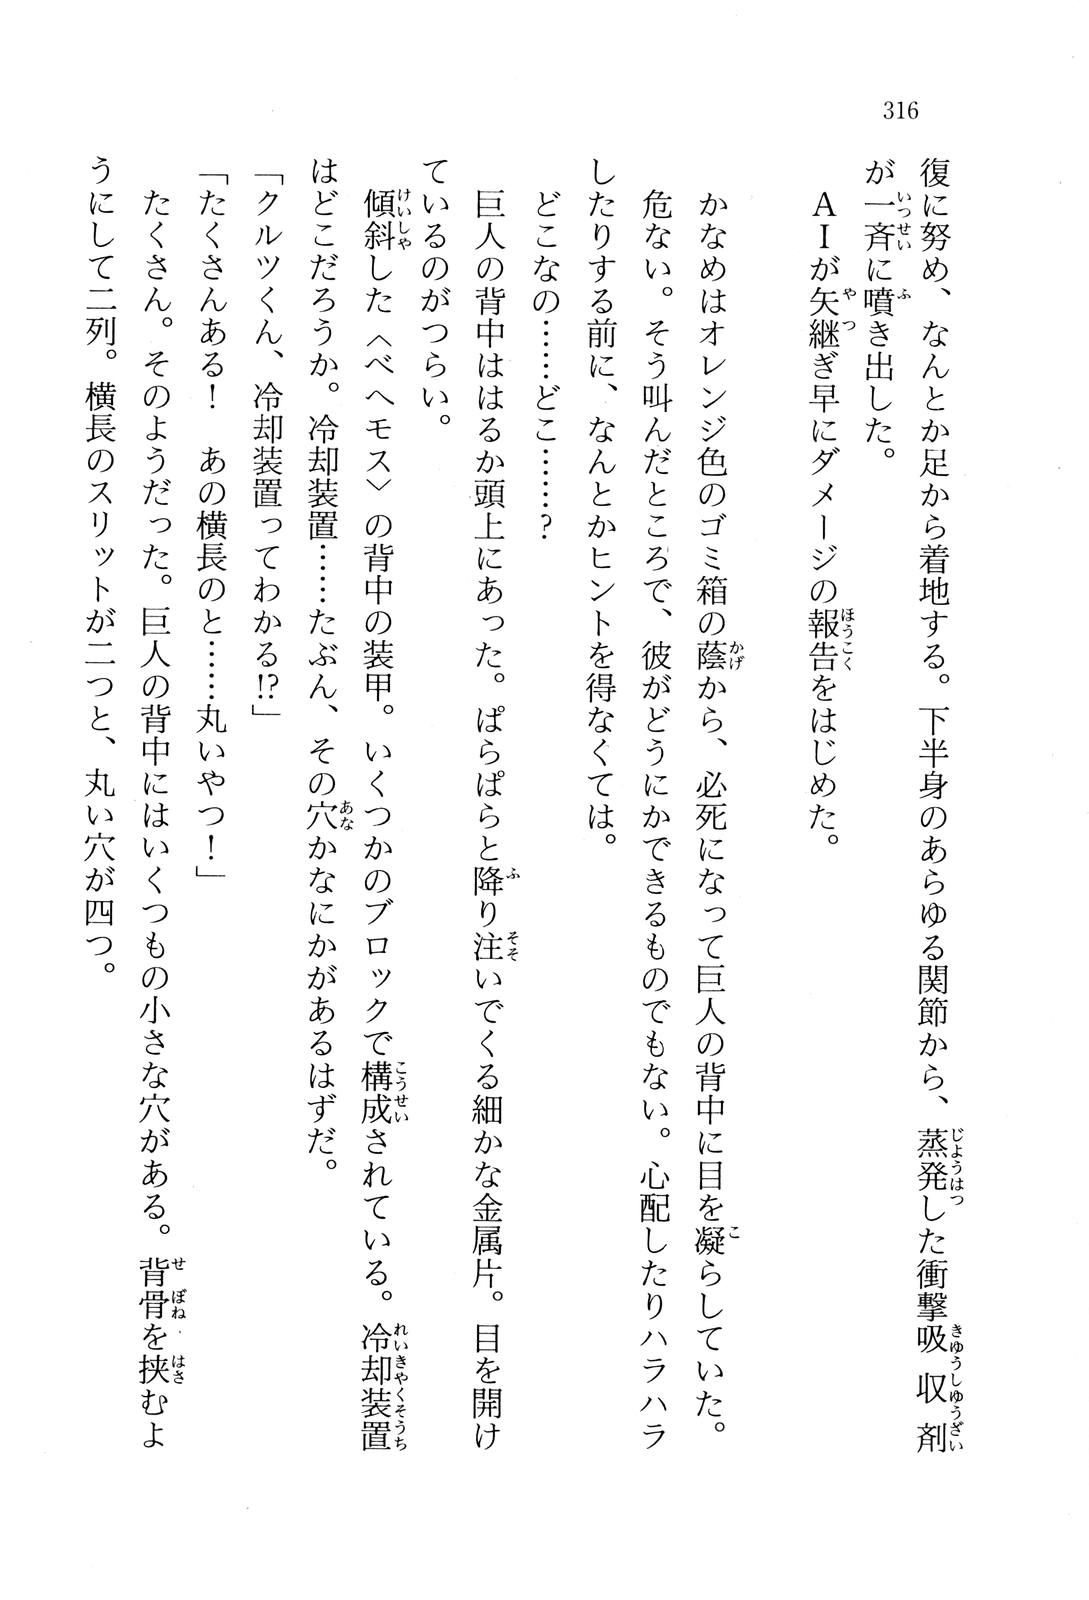 316
復に努め、なんとか足から着地する。下半身のあらゆる関節から、蒸発した衝撃吸収剤
が一斉に噴き出した。
　ＡＩが矢継ぎ早にダメージの報告をはじめた。
　かなめはオレンジ色のゴミ箱の蔭から、必死になって巨人の背中に目を凝らしていた。
　危ない。そう叫んだところで、彼がどうにかできるものでもない。心配したりハラハラ
したりする前に、なんとかヒントを得なくては。
　どこなの……どこ……？
　巨人の背中ははるか頭上にあった。ぱらぱらと降り注いでくる細かな金属片。目を開け
ているのがつらい。
　傾斜した〈ベヘモス〉の背中の装甲。いくつかのブロックで構成されている。冷却装置
はどこだろうか。冷却装置……たぶん、その穴かなにかがあるはずだ。
「クルツくん、冷却装置ってわかる!?」
「たくさんある！　あの横長のと……丸いやつ！」
　たくさん。そのようだった。巨人の背中にはいくつもの小さな穴がある。背骨を挟むよ
うにして二列。横長のスリットが二つと、丸い穴が四つ。